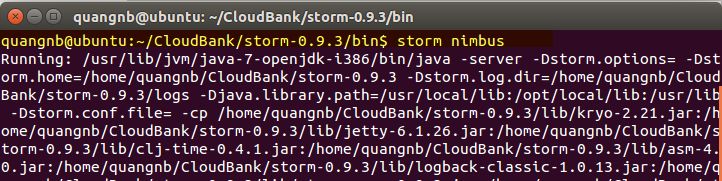 quangnb@ubuntu: ~/CloudBank/storm-0.9.3/bin
quangnb@ubuntu:~/CloudBank/storm-0.9.3/bin$ storm nimbus
Running: /usr/lib/jvm/java-7-openjdk-i386/bin/java -server -Dstorm.options= -Dst
orm.home=/home/quangnb/CloudBank/storm-0.9.3 -Dstorm.log.dir=/home/quangnb/Cloud
Bank/storm-0.9.3/logs -Djava.library.path=/usr/local/lib:/opt/local/lib:/usr/lib
 -Dstorm.conf.file= -cp /home/quangnb/CloudBank/storm-0.9.3/lib/kryo-2.21.jar:/h
ome/quangnb/CloudBank/storm-0.9.3/lib/jetty-6.1.26.jar:/home/quangnb/CloudBank/s
torm-0.9.3/lib/clj-time-0.4.1.jar:/home/quangnb/CloudBank/storm-0.9.3/lib/asm-4.
0.jar:/home/quangnb/CloudBank/storm-0.9.3/lib/logback-classic-1.0.13.jar:/home/q